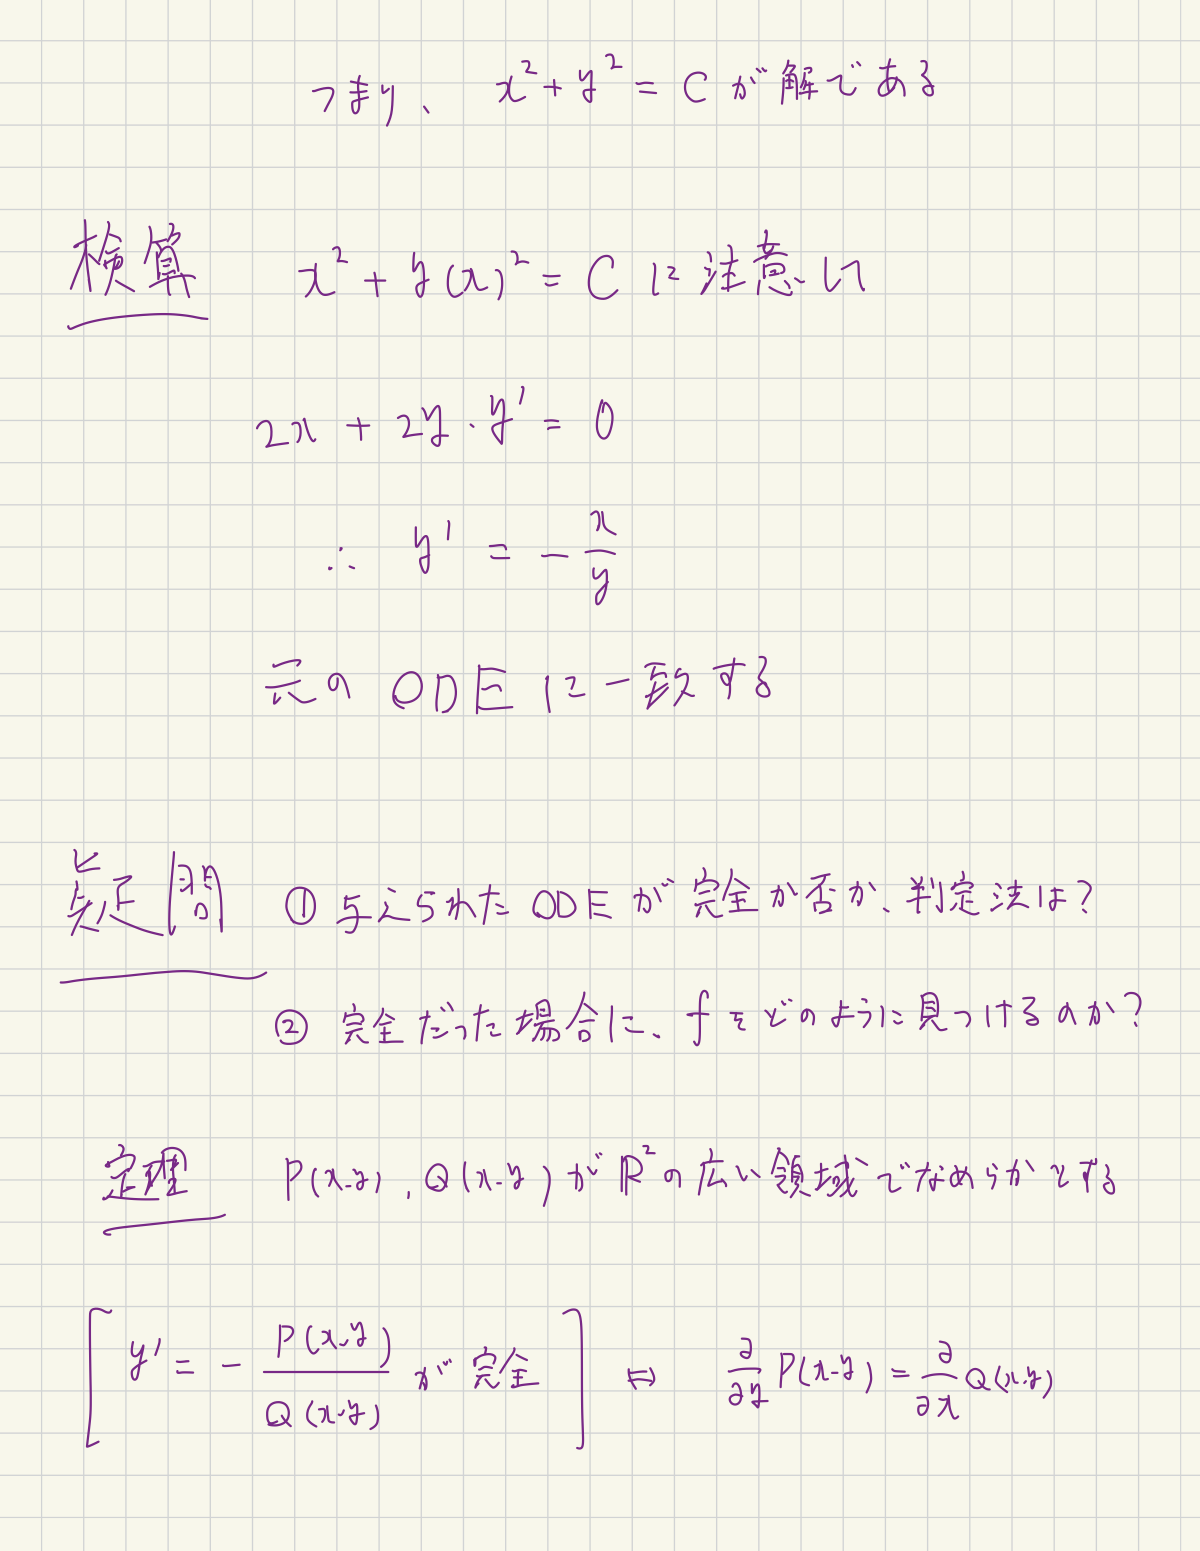 つまり、 x² + y² = C が解である
検算 x² + y(x)² = C に注意して
2x + 2y・y' = 0
∴ y' = - x/y
元の ODE に一致する
疑問 ① 与えられた ODE が完全か否か、判定法は?
② 完全だった場合に、f をどのように見つけるのか?
定理 P(x,y), Q(x,y) が ℝ² の広い領域でなめらかとする
[ y' = - P(x,y)/Q(x,y) が完全 ] ⇔ ∂/∂y P(x,y) = ∂/∂x Q(x,y)